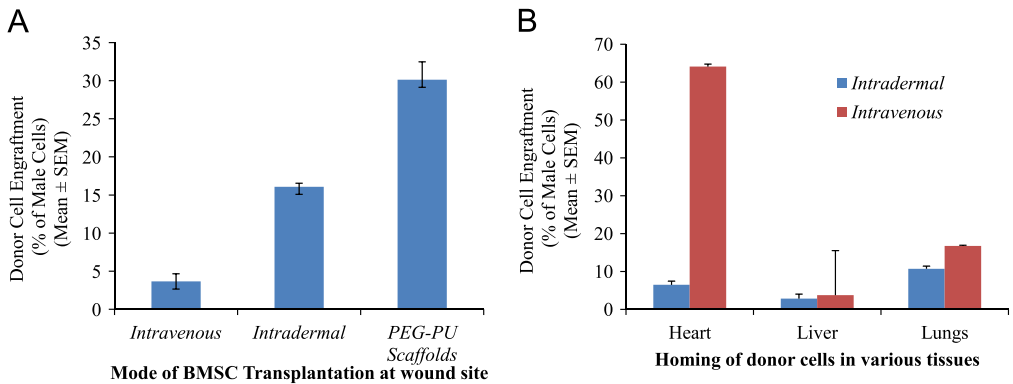 A
Donor Cell Engraftment
(% of Male Cells)
(Mean ± SEM)
35
30
25
20
15
10
5
0
Intravenous
Intradermal
PEG-PU
Scaffolds
Mode of BMSC Transplantation at wound site
B
Donor Cell Engraftment
(% of Male Cells)
(Mean ± SEM)
70
60
50
40
30
20
10
0
Intradermal
Intravenous
Heart
Liver
Lungs
Homing of donor cells in various tissues